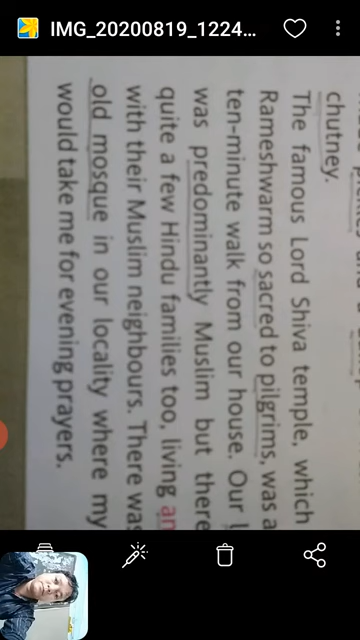 IMG_20200819_1224...
chutney.
The famous Lord Shiva temple, which
Rameshwarm so sacred to pilgrims, was a
ten-minute walk from our house. Our
was predominantly Muslim but there
quite a few Hindu families too, living
with their Muslim neighbours. There was
old mosque in our locality where my
would take me for evening prayers.